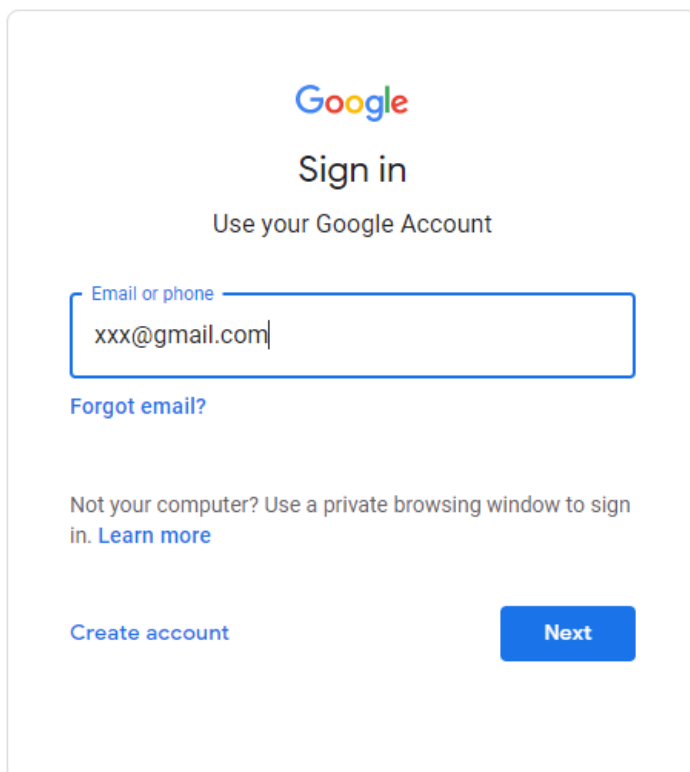 Google
Sign in
Use your Google Account
Email or phone
xxx@gmail.com
Forgot email?
Not your computer? Use a private browsing window to sign
in. Learn more
Create account
Next